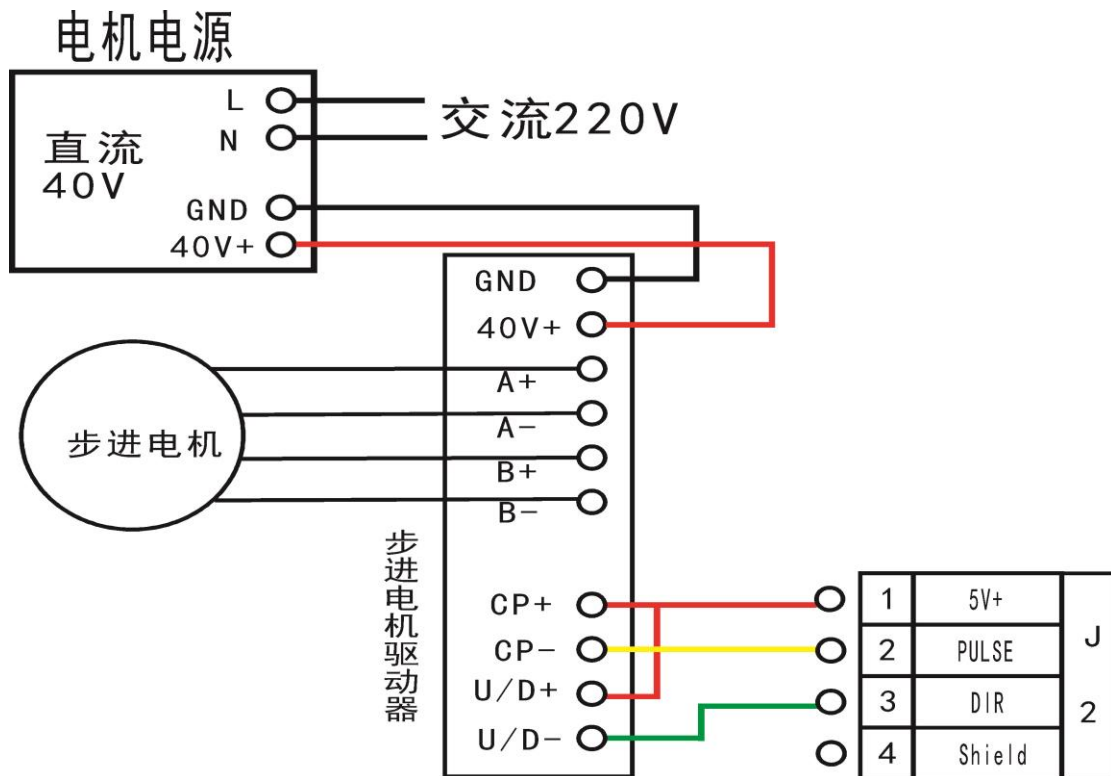 电机电源
L
N
交流220V
直流
40V
GND
40V+
GND
40V+
A+
A-
B+
B-
步进电机
步进电机驱动器
CP+
CP-
U/D+
U/D-
1 5V+
2 PULSE
3 DIR
4 Shield
J2